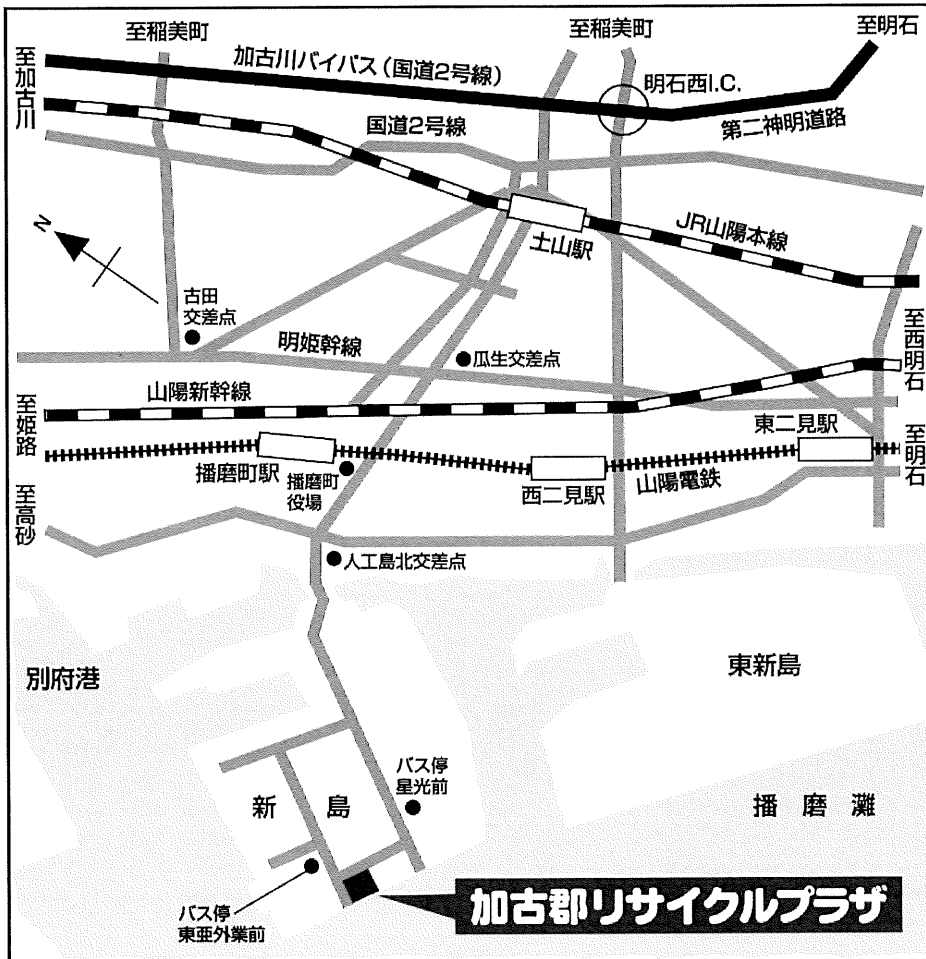 至稲美町
至稲美町
至明石
至加古川
加古川バイパス(国道2号線)
明石西I.C.
国道2号線
第二神明道路
N
土山駅
JR山陽本線
古田
交差点
明姫幹線
瓜生交差点
至西明石
山陽新幹線
至姫路
東二見駅
至明石
播磨町駅
播磨町
役場
西二見駅
山陽電鉄
至高砂
人工島北交差点
別府港
東新島
バス停
星光前
新島
播磨灘
バス停
東亜外業前
加古郡リサイクルプラザ